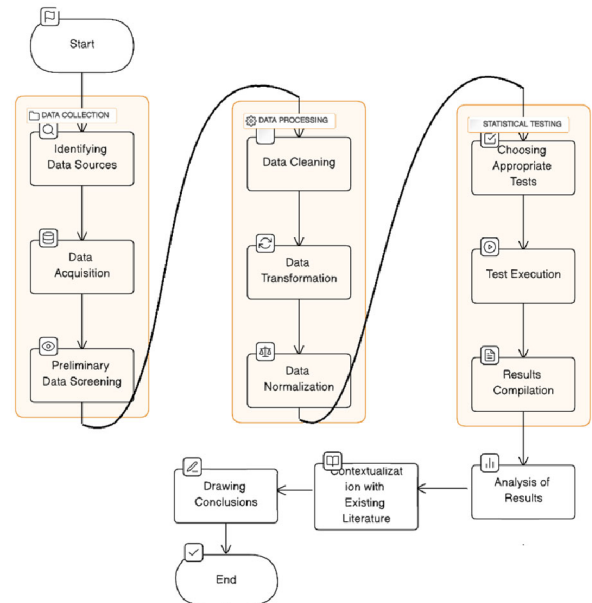 Start
DATA COLLECTION
Identifying
Data Sources
Data
Acquisition
Preliminary
Data Screening
DATA PROCESSING
Data Cleaning
Data
Transformation
Data
Normalization
STATISTICAL TESTING
Choosing
Appropriate
Tests
Test Execution
Results
Compilation
Analysis of
Results
Contextualizat
ion with
Existing
Literature
Drawing
Conclusions
End